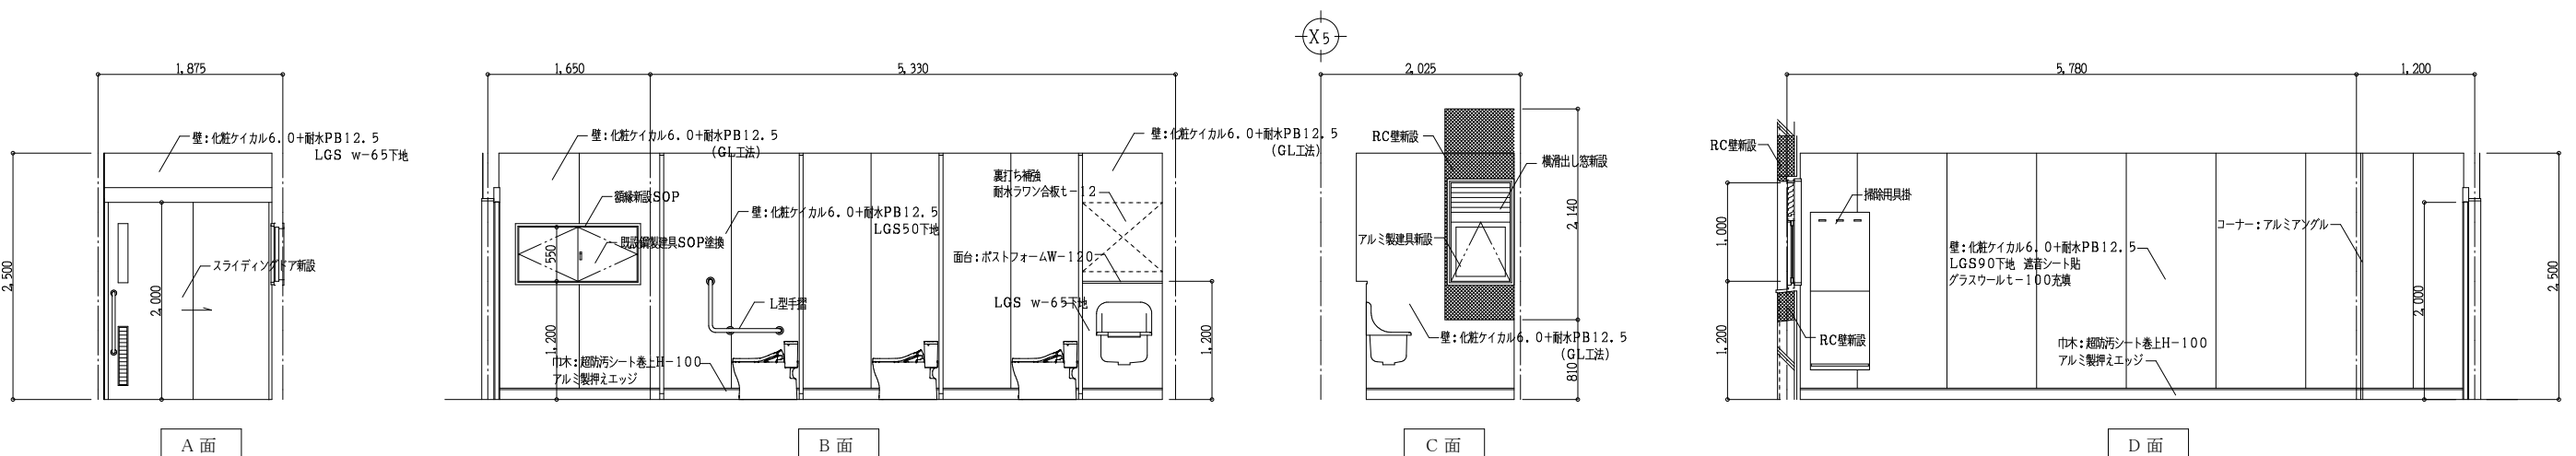 X5
1,875
1,650
5,330
2,025
5,780
1,200
壁:化粧ケイカル6.0+耐水PB12.5
LGS w-65下地
2,500
2,000
スライディングドア新設
A 面
壁:化粧ケイカル6.0+耐水PB12.5
(GL工法)
額縁新設SOP
壁:化粧ケイカル6.0+耐水PB12.5
LGS50下地
既設鋼製建具SOP塗換
550
1,200
L型手摺
巾木:超防汚シート巻上H-100
アルミ製押えエッジ
裏打ち補強
耐水ラワン合板t-12
面台:ポストフォームW-120
LGS w-65下地
壁:化粧ケイカル6.0+耐水PB12.5
(GL工法)
1,200
B 面
RC壁新設
横滑出し窓新設
アルミ製建具新設
2,140
810
壁:化粧ケイカル6.0+耐水PB12.5
(GL工法)
C 面
RC壁新設
掃除用具掛
1,000
1,200
RC壁新設
壁:化粧ケイカル6.0+耐水PB12.5
LGS90下地 遮音シート貼
グラスウールt-100充填
コーナー:アルミアングル
巾木:超防汚シート巻上H-100
アルミ製押えエッジ
2,000
2,500
D 面